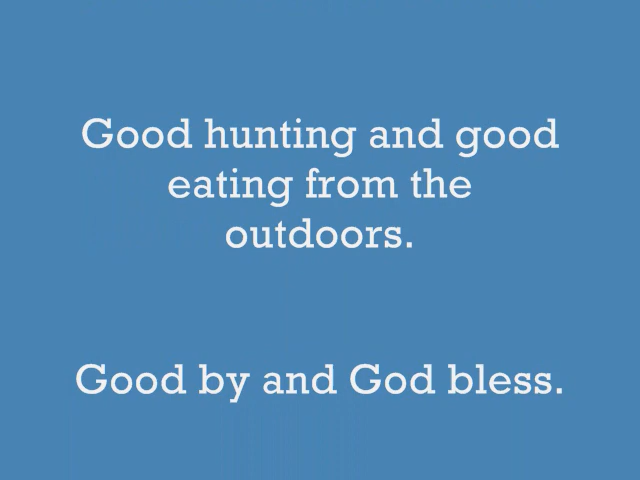 Good hunting and good
eating from the
outdoors.
Good by and God bless.